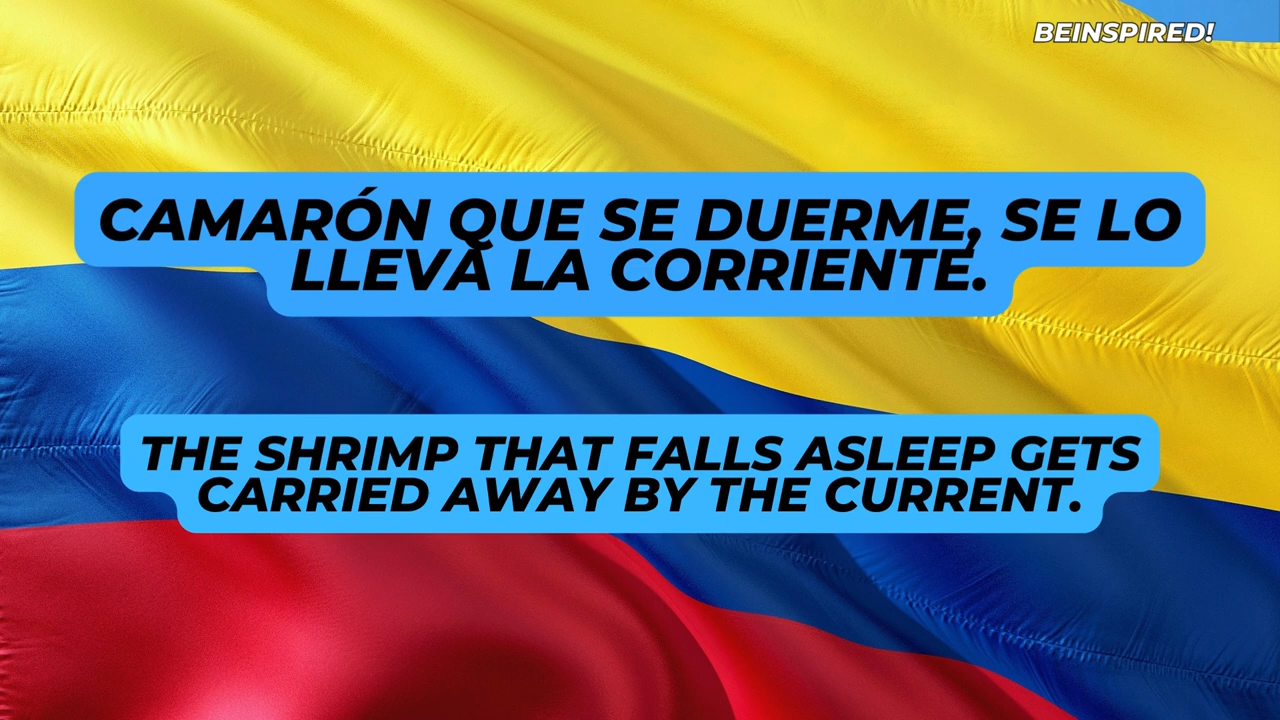 BEINSPIRED!
CAMARÓN QUE SE DUERME, SE LO
LLEVA LA CORRIENTE.
THE SHRIMP THAT FALLS ASLEEP GETS
CARRIED AWAY BY THE CURRENT.